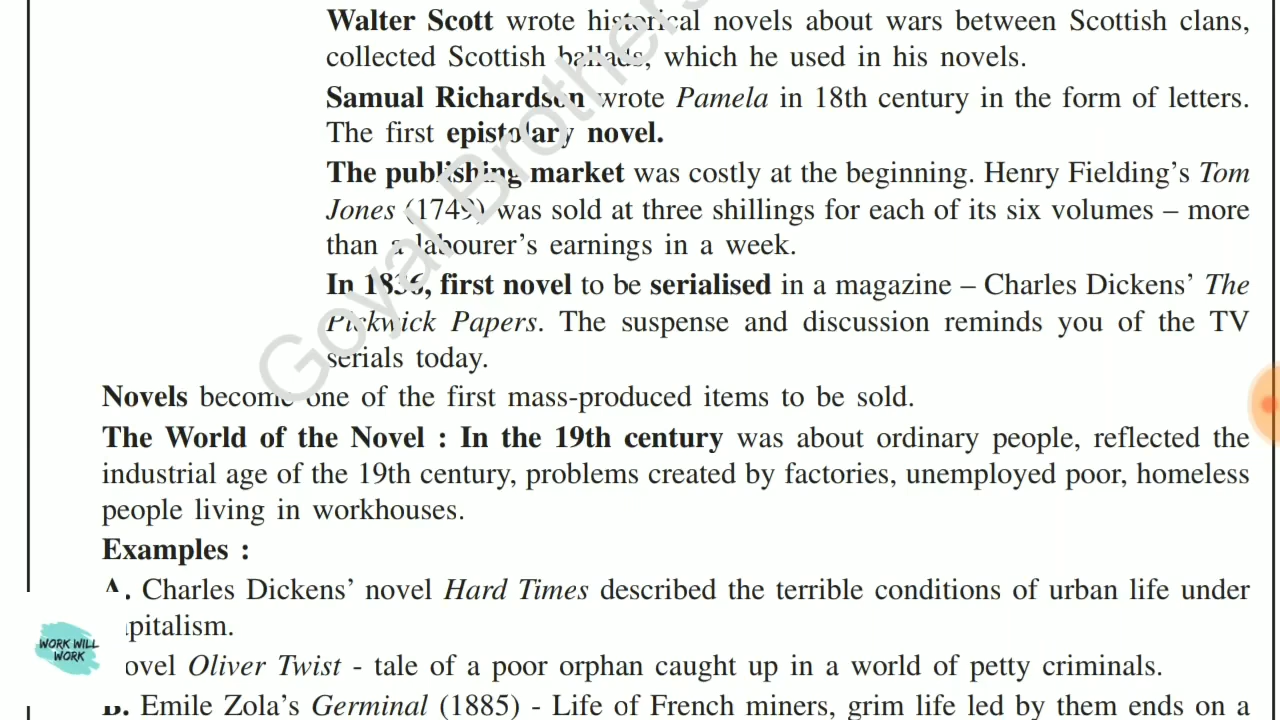 Walter Scott wrote historical novels about wars between Scottish clans,
collected Scottish ballads, which he used in his novels.
Samual Richardson wrote Pamela in 18th century in the form of letters.
The first epistolary novel.
The publishing market was costly at the beginning. Henry Fielding's Tom
Jones (1749) was sold at three shillings for each of its six volumes – more
than a labourer's earnings in a week.
In 1836, first novel to be serialised in a magazine – Charles Dickens' The
Pickwick Papers. The suspense and discussion reminds you of the TV
serials today.
Goyal Brothers
Novels become one of the first mass-produced items to be sold.
The World of the Novel : In the 19th century was about ordinary people, reflected the
industrial age of the 19th century, problems created by factories, unemployed poor, homeless
people living in workhouses.
Examples :
A. Charles Dickens' novel Hard Times described the terrible conditions of urban life under
pitalism.
WORK WILL
WORK
ovel Oliver Twist - tale of a poor orphan caught up in a world of petty criminals.
B. Emile Zola's Germinal (1885) - Life of French miners, grim life led by them ends on a